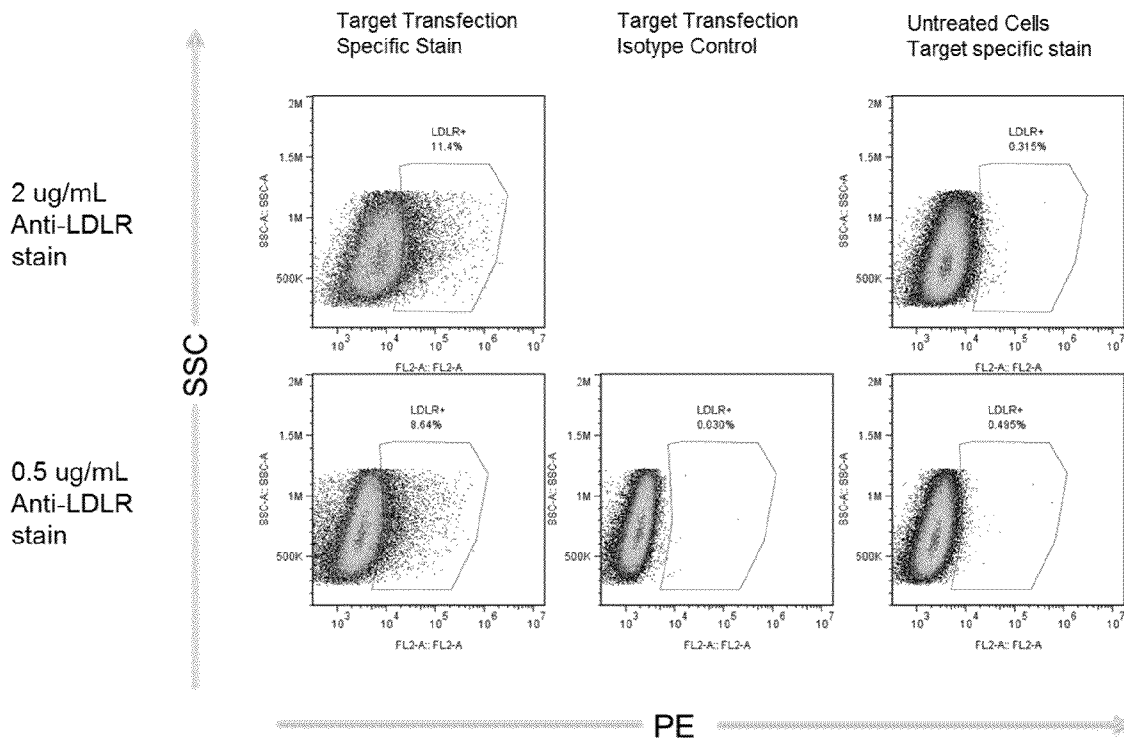 Target Transfection
Specific Stain
Target Transfection
Isotype Control
Untreated Cells
Target specific stain
2 ug/mL
Anti-LDLR
stain
SSC
2M
1.5M
1M
500K
SSC-A:: SSC-A
LDLR+
11.4%
10^3 10^4 10^5 10^6 10^7
FL2-A:: FL2-A
2M
1.5M
1M
500K
SSC-A:: SSC-A
LDLR+
0.315%
10^3 10^4 10^5 10^6 10^7
FL2-A:: FL2-A
0.5 ug/mL
Anti-LDLR
stain
2M
1.5M
1M
500K
SSC-A:: SSC-A
LDLR+
8.64%
10^3 10^4 10^5 10^6 10^7
FL2-A:: FL2-A
2M
1.5M
1M
500K
SSC-A:: SSC-A
LDLR+
0.030%
10^3 10^4 10^5 10^6 10^7
FL2-A:: FL2-A
2M
1.5M
1M
500K
SSC-A:: SSC-A
LDLR+
0.495%
10^3 10^4 10^5 10^6 10^7
FL2-A:: FL2-A
PE